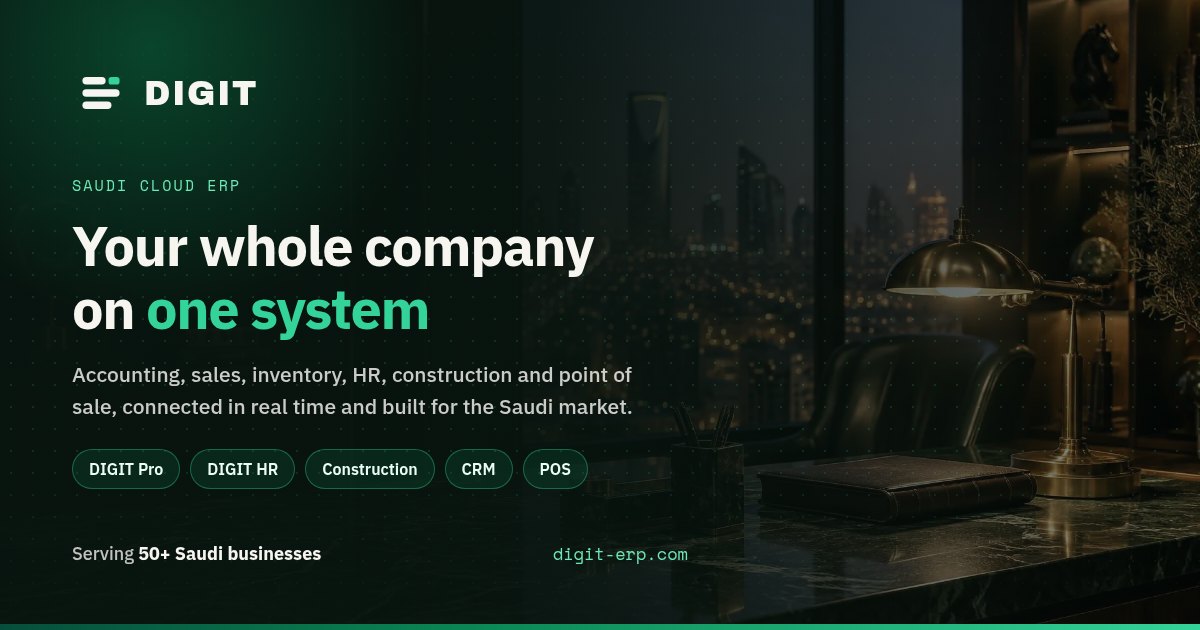 DIGIT
SAUDI CLOUD ERP
Your whole company
on one system
Accounting, sales, inventory, HR, construction and point of
sale, connected in real time and built for the Saudi market.
DIGIT Pro
DIGIT HR
Construction
CRM
POS
Serving 50+ Saudi businesses
digit-erp.com